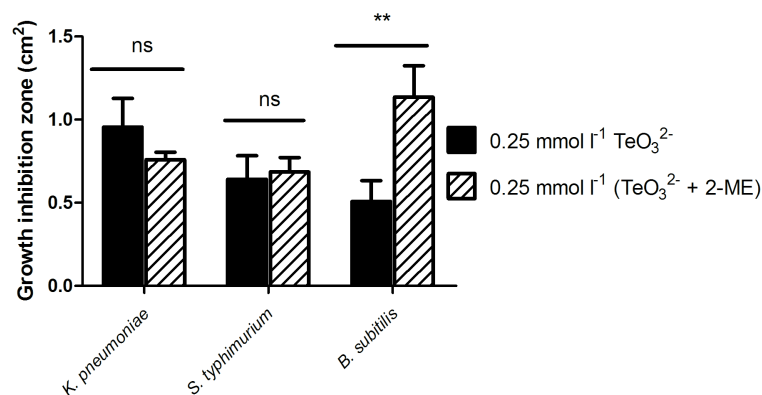 Growth inhibition zone (cm²)
1.5
1.0
0.5
0.0
ns
ns
**
K. pneumoniae
S. typhimurium
B. subitilis
0.25 mmol l⁻¹ TeO₃²⁻
0.25 mmol l⁻¹ (TeO₃²⁻ + 2-ME)